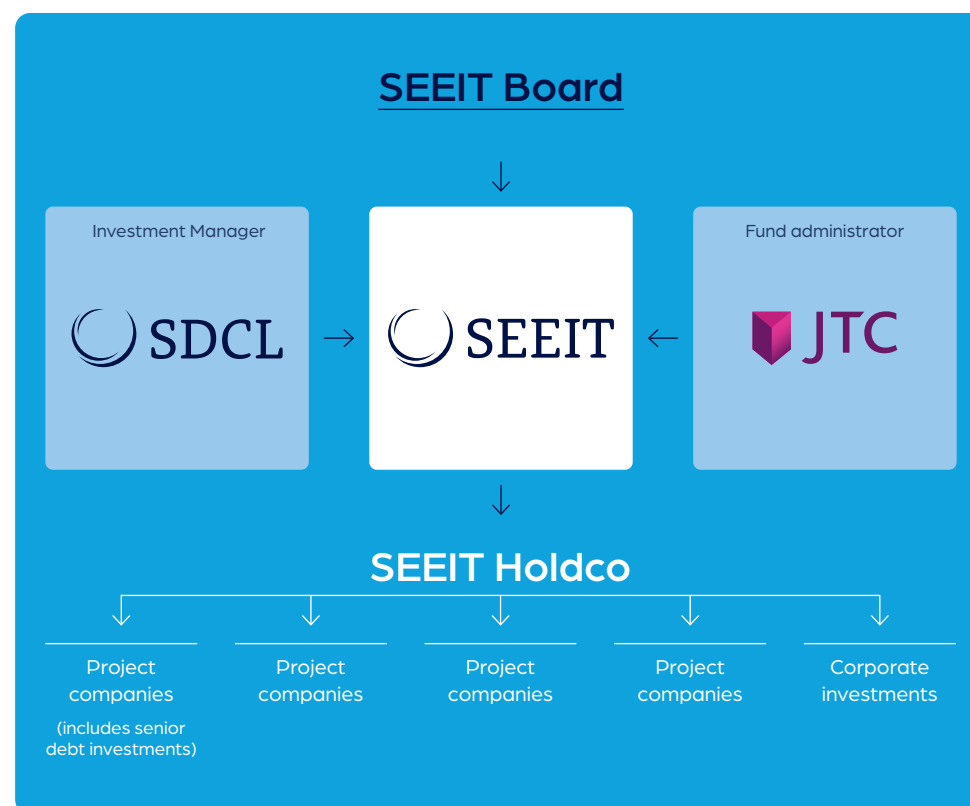 SEEIT Board
Investment Manager
SDCL
SEEIT
Fund administrator
JTC
SEEIT Holdco
Project
companies
(includes senior
debt investments)
Project
companies
Project
companies
Project
companies
Corporate
investments